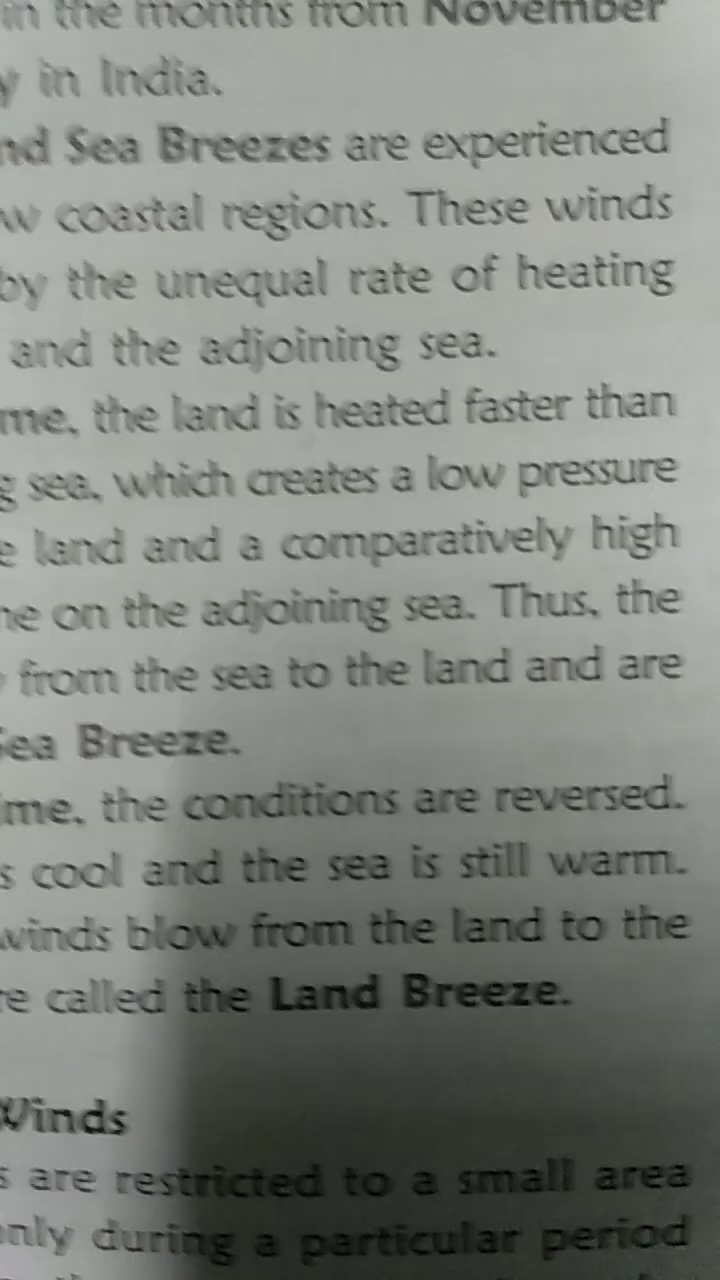 in the months from November
y in India.
nd Sea Breezes are experienced
w coastal regions. These winds
by the unequal rate of heating
and the adjoining sea.
me, the land is heated faster than
g sea, which creates a low pressure
e land and a comparatively high
ne on the adjoining sea. Thus, the
from the sea to the land and are
Sea Breeze.
ime, the conditions are reversed.
s cool and the sea is still warm.
winds blow from the land to the
re called the Land Breeze.
Winds
s are restricted to a small area
only during a particular period